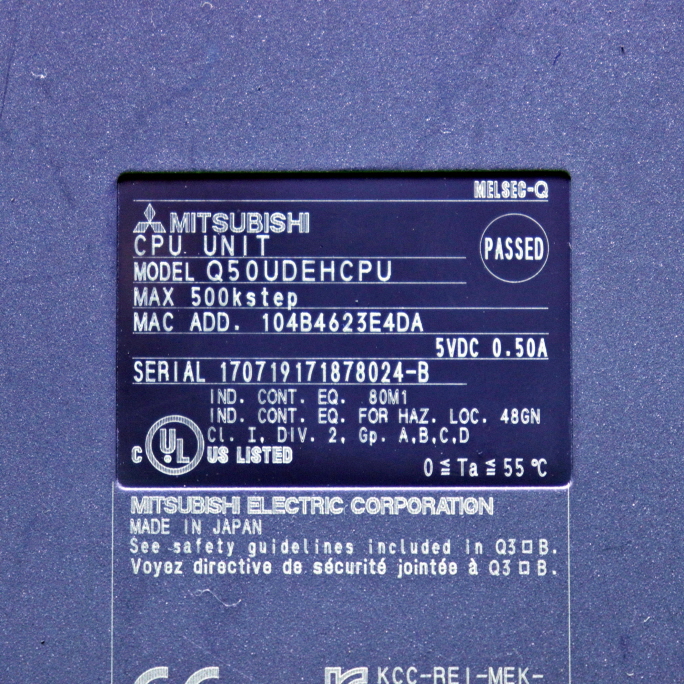 MELSEC-Q
MITSUBISHI
CPU UNIT
PASSED
MODEL Q50UDEHCPU
MAX 500kstep
MAC ADD. 104B4623E4DA
5VDC 0.50A
SERIAL 170719171878024-B
IND. CONT. EQ. 80M1
IND. CONT. EQ. FOR HAZ. LOC. 48GN
Cl. I, DIV. 2, Gp. A,B,C,D
C UL US LISTED
0≦Ta≦55℃
MITSUBISHI ELECTRIC CORPORATION
MADE IN JAPAN
See safety guidelines included in Q3□B.
Voyez directive de sécurité jointée à Q3□B.
KCC-REI-MEK-